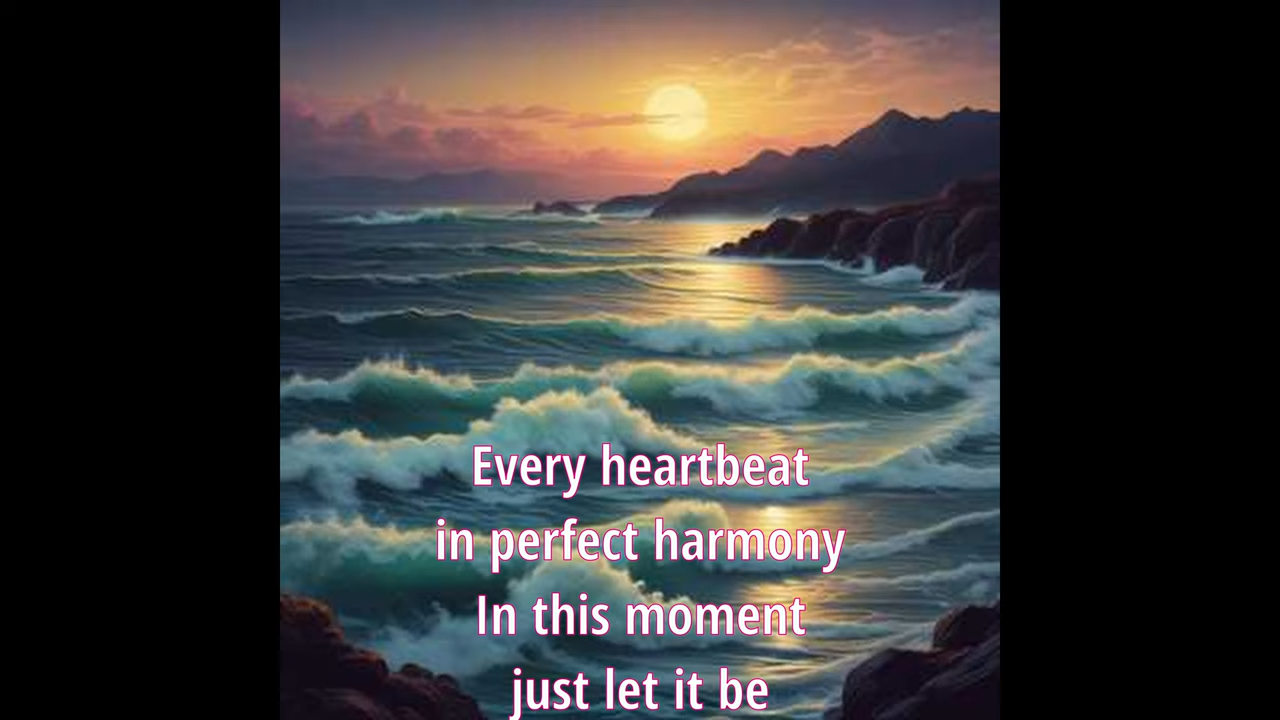 Every heartbeat
in perfect harmony
In this moment
just let it be